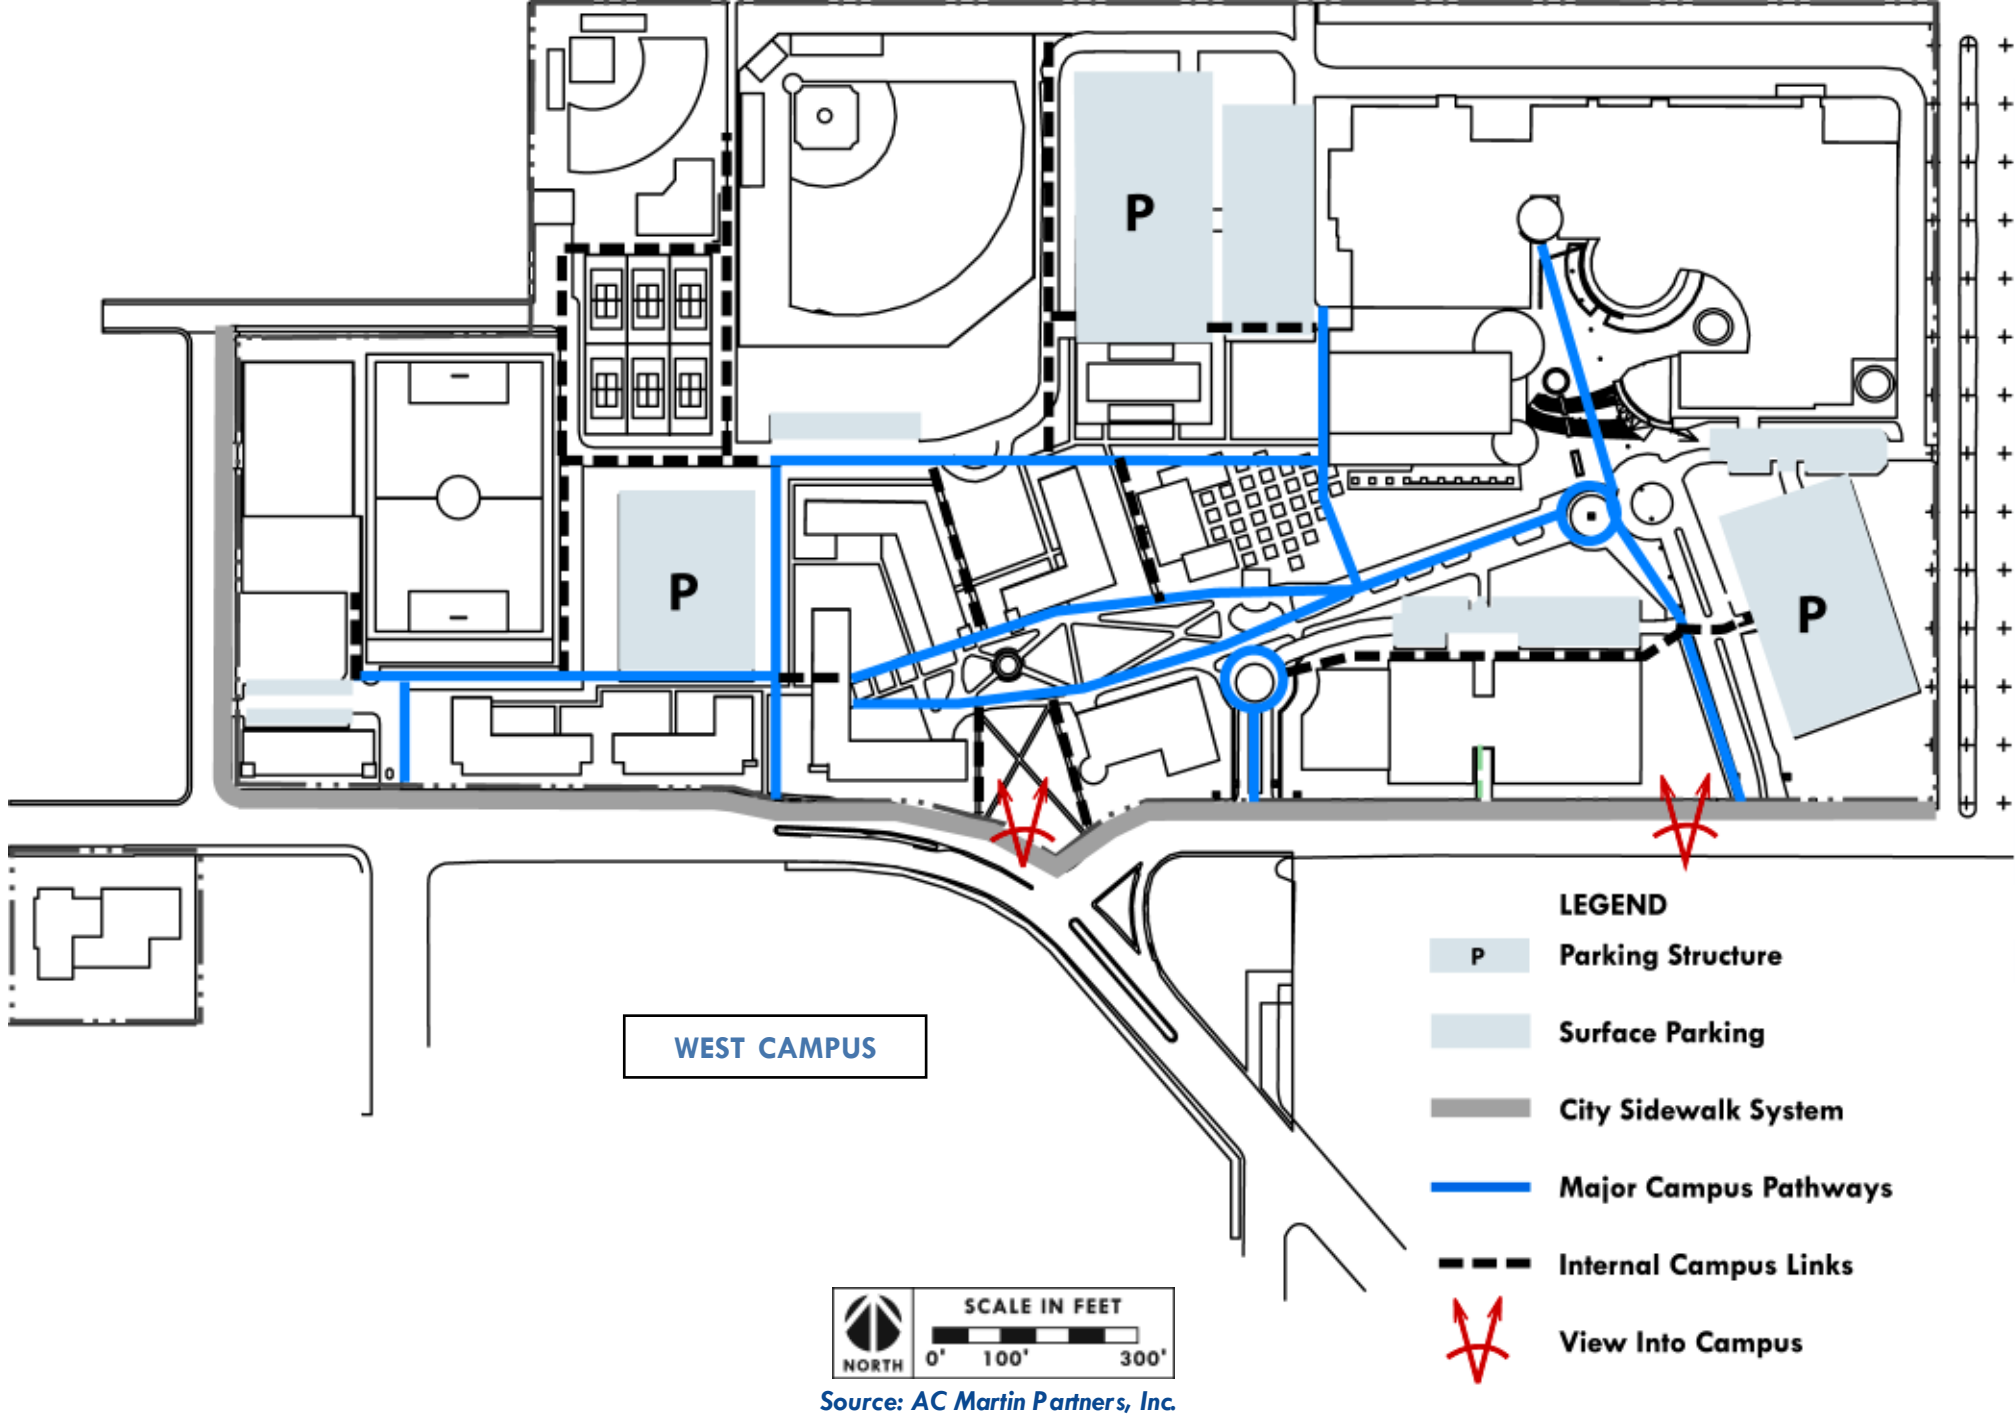 P
P
P
WEST CAMPUS
LEGEND
P
Parking Structure
Surface Parking
City Sidewalk System
Major Campus Pathways
Internal Campus Links
View Into Campus
SCALE IN FEET
NORTH
0' 100' 300'
Source: AC Martin Partners, Inc.